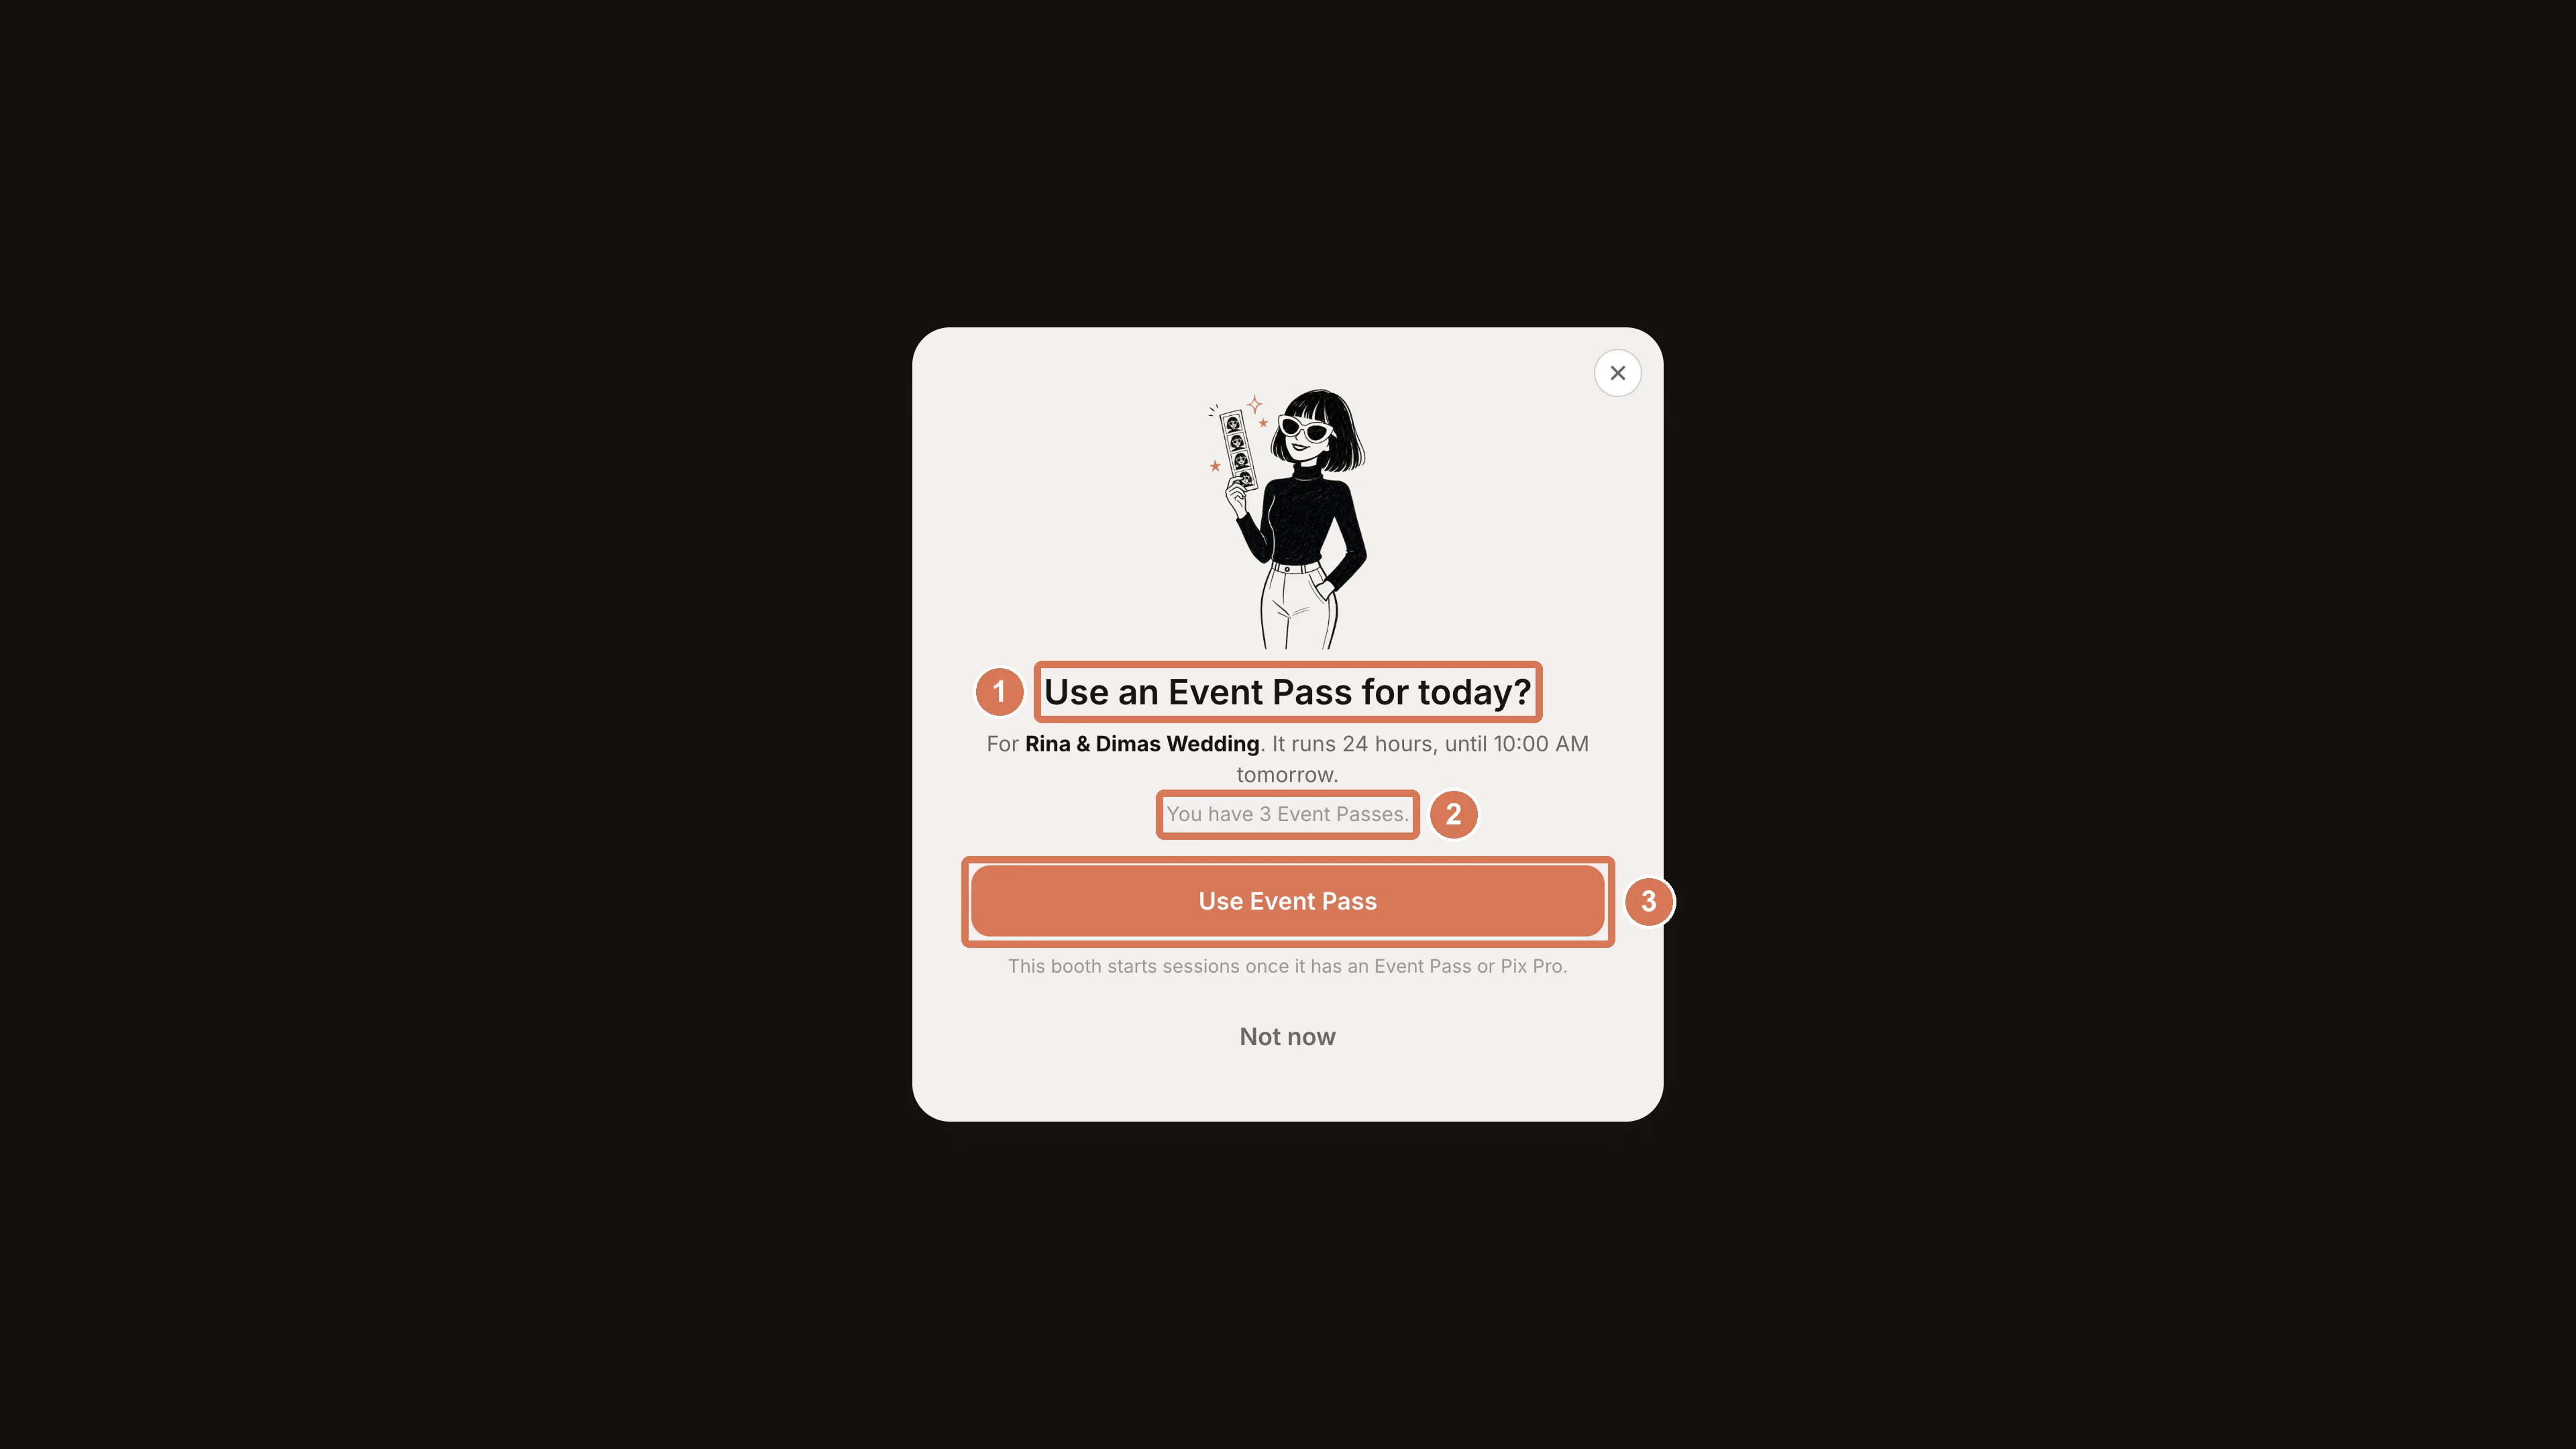 1 Use an Event Pass for today?
For Rina & Dimas Wedding. It runs 24 hours, until 10:00 AM
tomorrow.
You have 3 Event Passes. 2
Use Event Pass 3
This booth starts sessions once it has an Event Pass or Pix Pro.
Not now